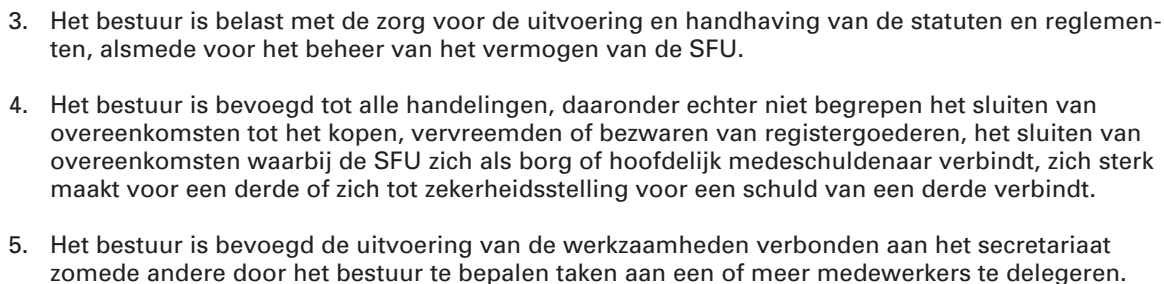 3. Het bestuur is belast met de zorg voor de uitvoering en handhaving van de statuten en reglemen-
ten, alsmede voor het beheer van het vermogen van de SFU.
4. Het bestuur is bevoegd tot alle handelingen, daaronder echter niet begrepen het sluiten van
overeenkomsten tot het kopen, vervreemden of bezwaren van registergoederen, het sluiten van
overeenkomsten waarbij de SFU zich als borg of hoofdelijk medeschuldenaar verbindt, zich sterk
maakt voor een derde of zich tot zekerheidsstelling voor een schuld van een derde verbindt.
5. Het bestuur is bevoegd de uitvoering van de werkzaamheden verbonden aan het secretariaat
zomede andere door het bestuur te bepalen taken aan een of meer medewerkers te delegeren.